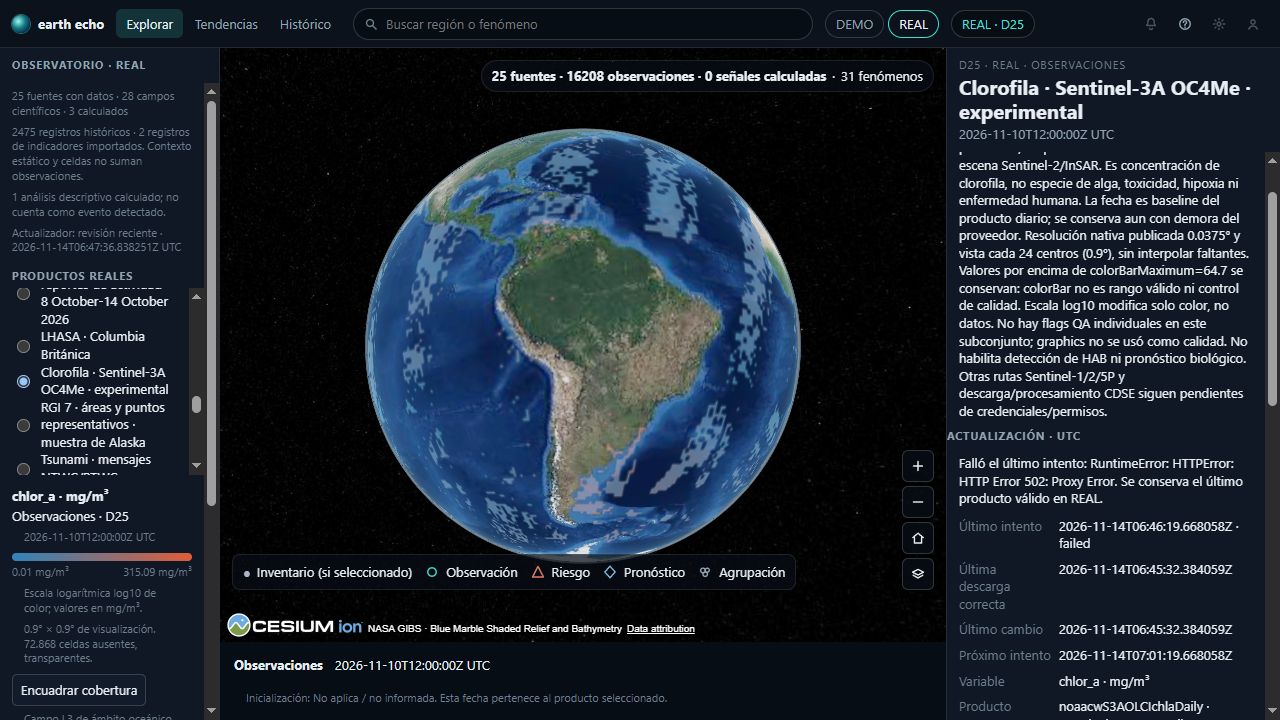 earth echo
Explorar
Tendencias
Histórico
Buscar región o fenómeno
DEMO
REAL
REAL · D25
OBSERVATORIO · REAL
25 fuentes con datos · 28 campos
científicos · 3 calculados
2475 registros históricos · 2 registros
de indicadores importados. Contexto
estático y celdas no suman
observaciones.
1 análisis descriptivo calculado; no
cuenta como evento detectado.
Actualizador: revisión reciente ·
2026-11-14T06:47:36.838251Z UTC
PRODUCTOS REALES
8 October-14 October
2026
LHASA · Columbia
Británica
Clorofila · Sentinel-3A
OC4Me · experimental
RGI 7 · áreas y puntos
representativos ·
muestra de Alaska
Tsunami · mensajes
chlor_a · mg/m³
Observaciones · D25
2026-11-10T12:00:00Z UTC
0.01 mg/m³
315.09 mg/m³
Escala logarítmica log10 de
color; valores en mg/m³.
0.9° × 0.9° de visualización.
72.868 celdas ausentes,
transparentes.
Encuadrar cobertura
Campo L3 de ámbito oceánico
25 fuentes · 16208 observaciones · 0 señales calculadas · 31 fenómenos
Inventario (si seleccionado)
Observación
Riesgo
Pronóstico
Agrupación
CESIUM ion
NASA GIBS · Blue Marble Shaded Relief and Bathymetry Data attribution
Observaciones 2026-11-10T12:00:00Z UTC
Inicialización: No aplica / no informada. Esta fecha pertenece al producto seleccionado.
D25 · REAL · OBSERVACIONES
Clorofila · Sentinel-3A OC4Me ·
experimental
2026-11-10T12:00:00Z UTC
escena Sentinel-2/InSAR. Es concentración de
clorofila, no especie de alga, toxicidad, hipoxia ni
enfermedad humana. La fecha es baseline del
producto diario; se conserva aun con demora del
proveedor. Resolución nativa publicada 0.0375° y
vista cada 24 centros (0.9°), sin interpolar faltantes.
Valores por encima de colorBarMaximum=64.7 se
conservan: colorBar no es rango válido ni control
de calidad. Escala log10 modifica solo color, no
datos. No hay flags QA individuales en este
subconjunto; graphics no se usó como calidad. No
habilita detección de HAB ni pronóstico biológico.
Otras rutas Sentinel-1/2/5P y
descarga/procesamiento CDSE siguen pendientes
de credenciales/permisos.
ACTUALIZACIÓN · UTC
Falló el último intento: RuntimeError: HTTPError:
HTTP Error 502: Proxy Error. Se conserva el último
producto válido en REAL.
Último intento 2026-11-14T06:46:19.668058Z ·
failed
Última
descarga
correcta
2026-11-14T06:45:32.384059Z
Último cambio 2026-11-14T06:45:32.384059Z
Próximo intento 2026-11-14T07:01:19.668058Z
Variable chlor_a · mg/m³
Producto noaacwS3AOLCIchlaDaily ·